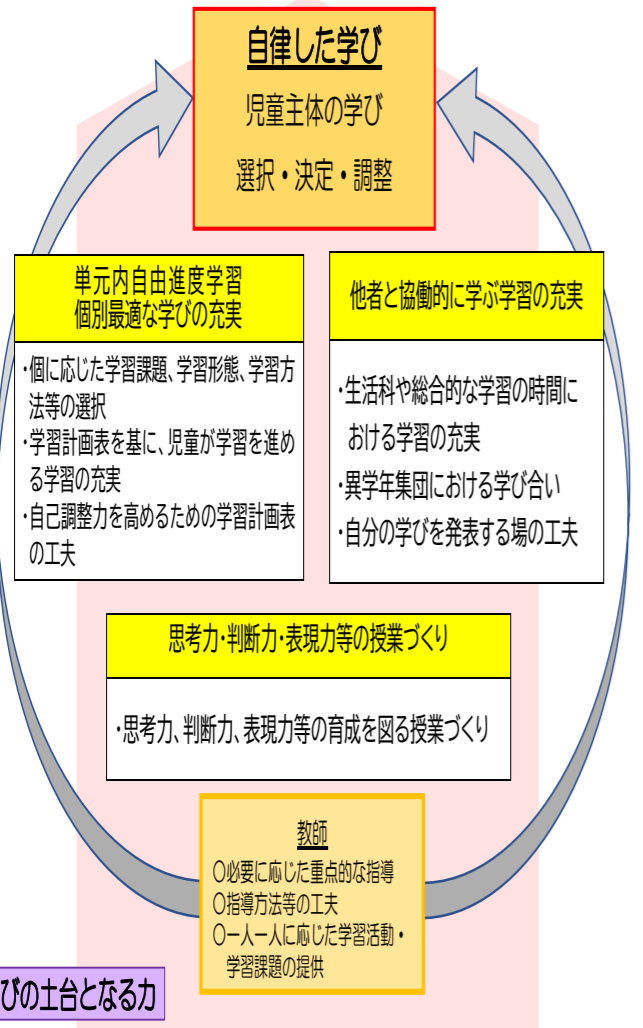 自律した学び
児童主体の学び
選択・決定・調整
単元内自由進度学習
個別最適な学びの充実
・個に応じた学習課題、学習形態、学習方
法等の選択
・学習計画表を基に、児童が学習を進め
る学習の充実
・自己調整力を高めるための学習計画表
の工夫
他者と協働的に学ぶ学習の充実
・生活科や総合的な学習の時間に
おける学習の充実
・異学年集団における学び合い
・自分の学びを発表する場の工夫
思考力・判断力・表現力等の授業づくり
・思考力、判断力、表現力等の育成を図る授業づくり
教師
〇必要に応じた重点的な指導
〇指導方法等の工夫
〇一人一人に応じた学習活動・
学習課題の提供
びの土台となる力